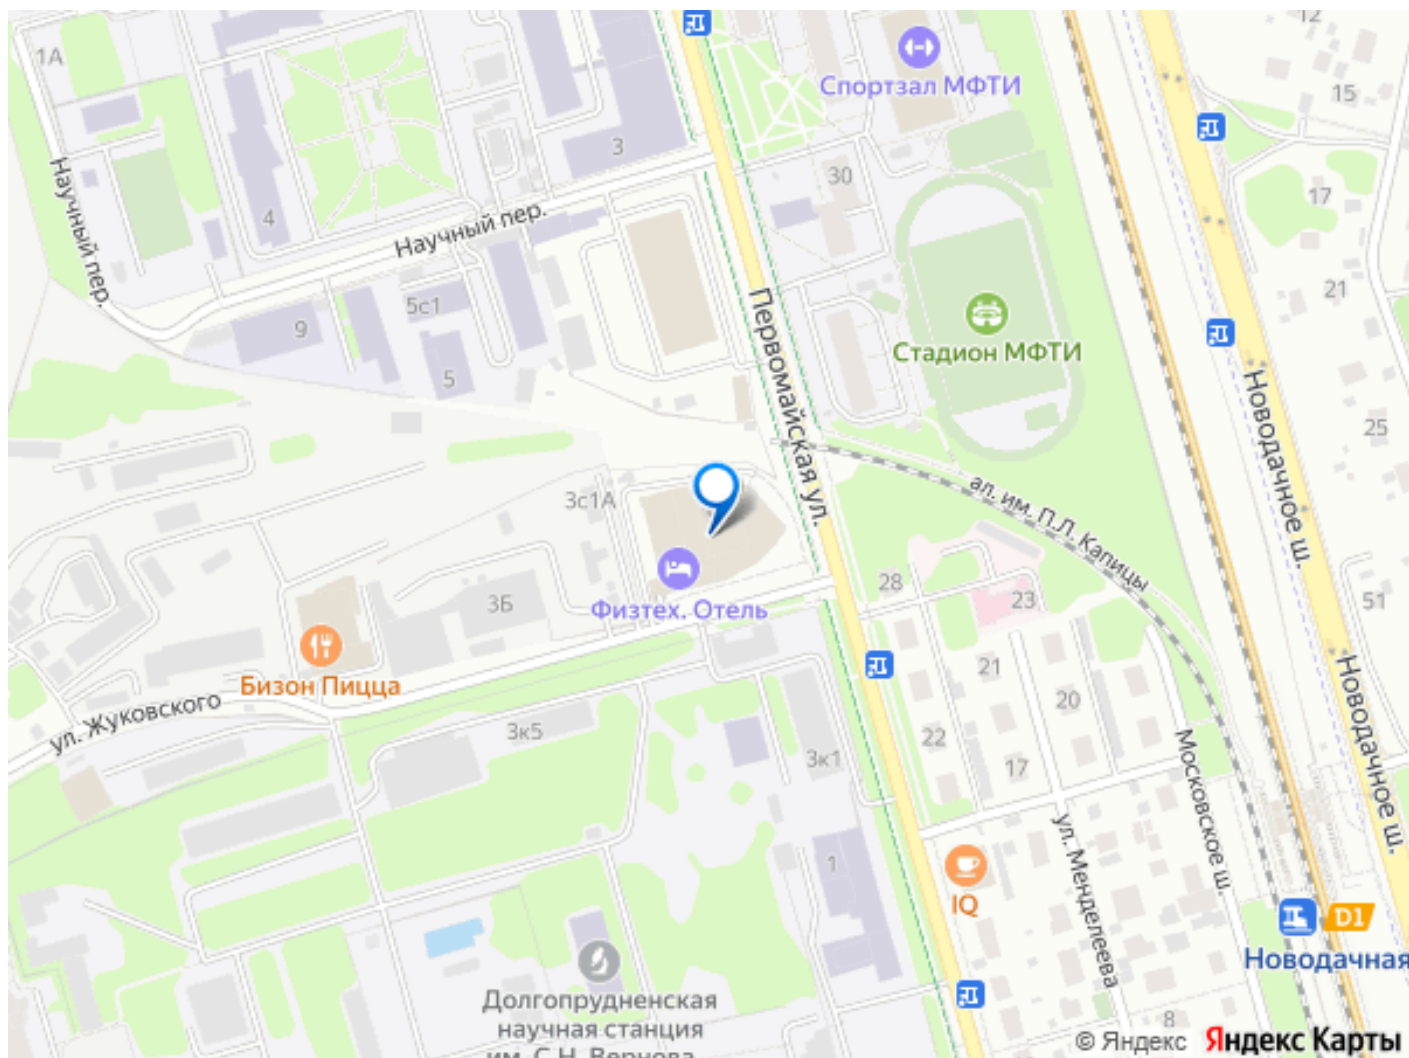 12
1А
Спортзал МФТИ
15
3
Научный пер.
30
17
4
Научный пер.
21
5с1
9
Первомайская ул.
Стадион МФТИ
5
Новодачное ш.
25
3с1А
ал. им. П.Л. Капицы
28
23
51
3Б
Физтех. Отель
21
Бизон Пицца
20
Новодачное ш.
ул. Жуковского
3к5
22
3к1
17
Московское ш.
ул. Менделеева
1
IQ
D1
Новодачная
Долгопрудненская
научная станция
им. С.Н. Вернова
8
© Яндекс Яндекс Карты